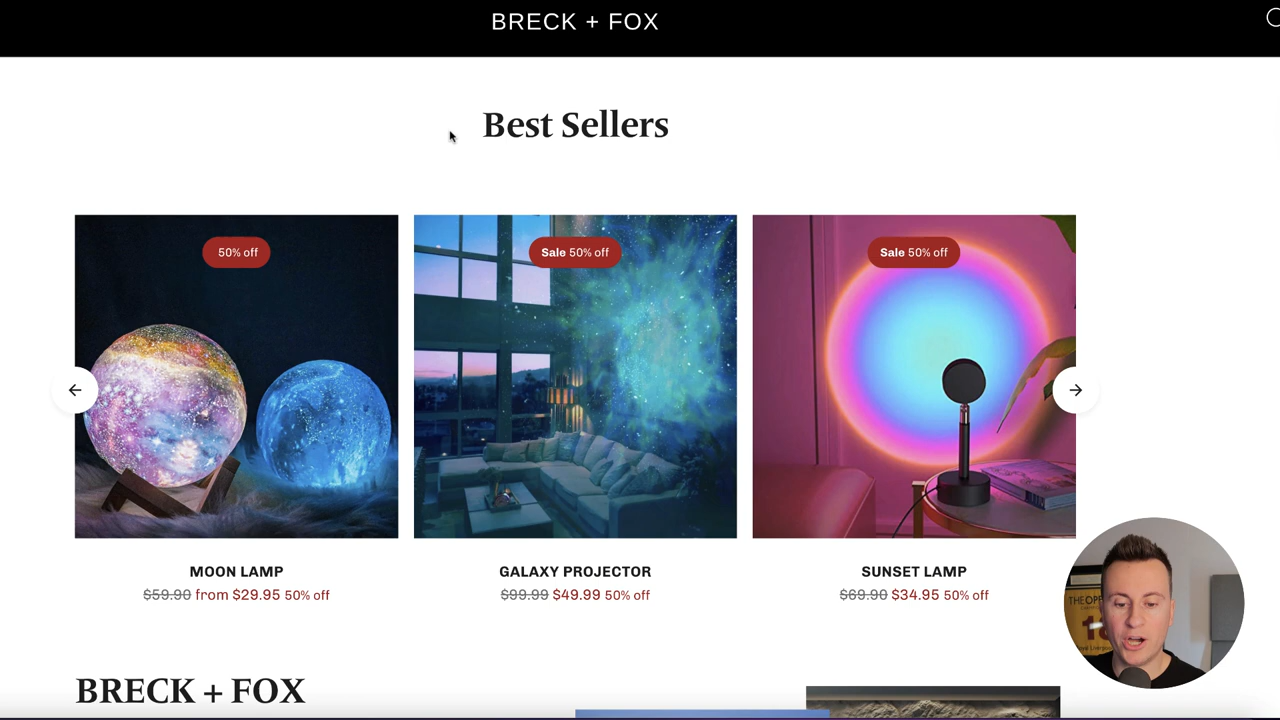 BRECK + FOX
Best Sellers
50% off
Sale 50% off
Sale 50% off
MOON LAMP
$59.90 from $29.95 50% off
GALAXY PROJECTOR
$99.99 $49.99 50% off
SUNSET LAMP
$69.90 $34.95 50% off
BRECK + FOX